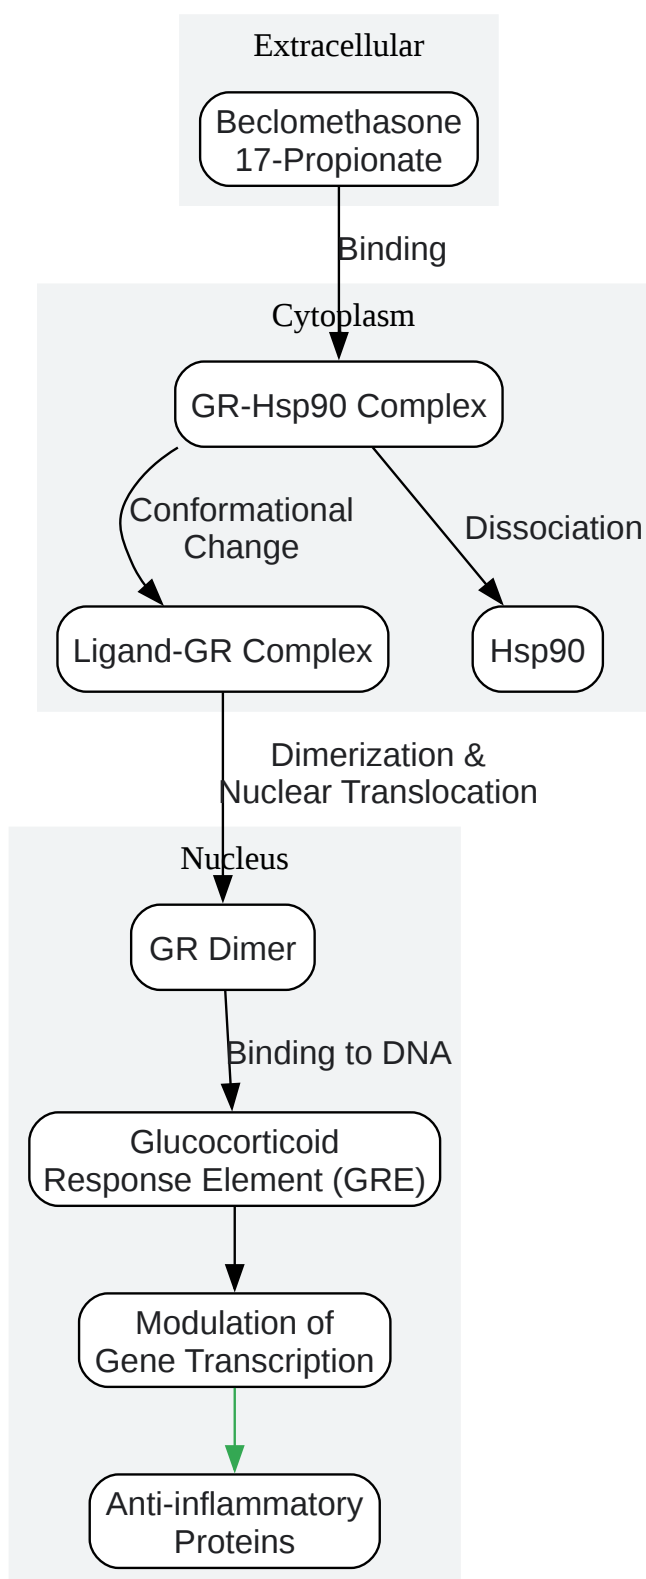 Extracellular
Beclomethasone
17-Propionate
Binding
Cytoplasm
GR-Hsp90 Complex
Conformational
Change
Dissociation
Ligand-GR Complex
Hsp90
Dimerization &
Nuclear Translocation
Nucleus
GR Dimer
Binding to DNA
Glucocorticoid
Response Element (GRE)
Modulation of
Gene Transcription
Anti-inflammatory
Proteins